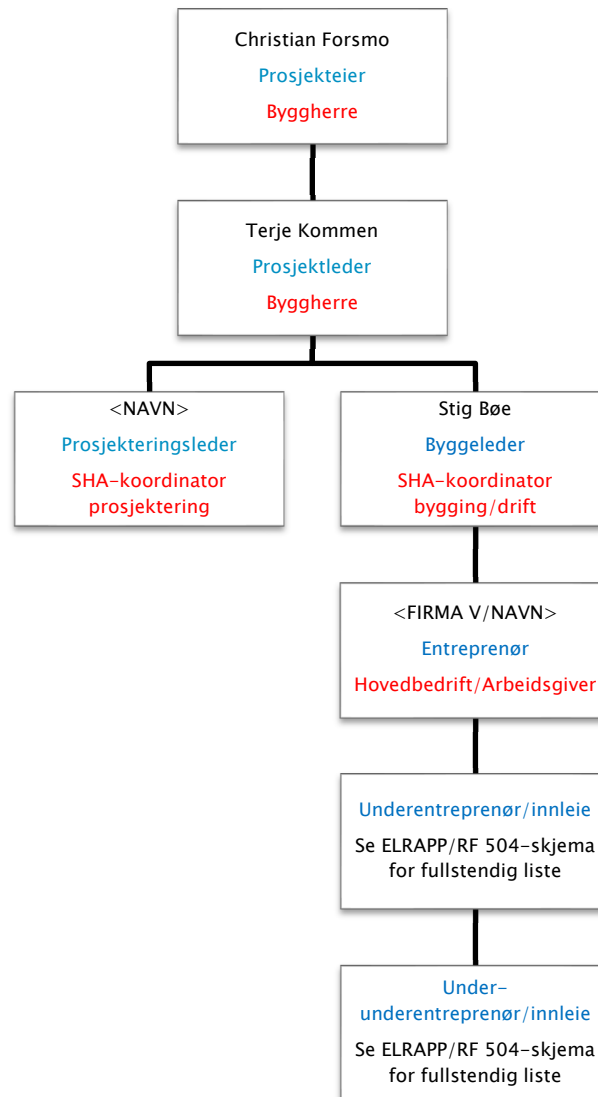 Christian Forsmo
Prosjekteier
Byggherre
Terje Kommen
Prosjektleder
Byggherre
<NAVN>
Prosjekteringsleder
SHA-koordinator
prosjektering
Stig Bøe
Byggeleder
SHA-koordinator
bygging/drift
<FIRMA V/NAVN>
Entreprenør
Hovedbedrift/Arbeidsgiver
Underentreprenør/innleie
Se ELRAPP/RF 504-skjema
for fullstendig liste
Under-
underentreprenør/innleie
Se ELRAPP/RF 504-skjema
for fullstendig liste